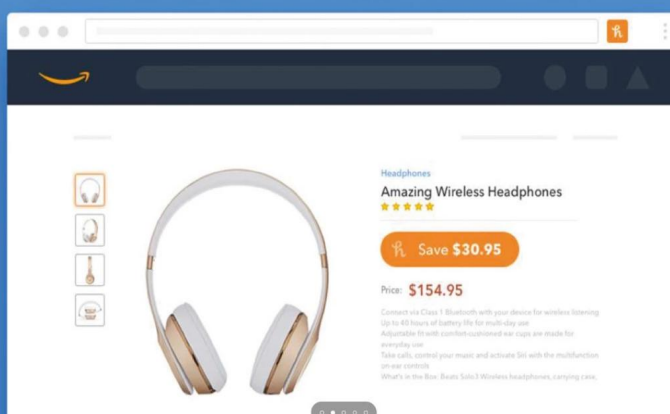 Headphones
Amazing Wireless Headphones
h Save $30.95
Price: $154.95
Connect via Class 1 Bluetooth with your device for wireless listening
Up to 40 hours of battery life for multi-day use
Adjustable fit with comfort-cushioned ear cups are made for
everyday use
Take calls, control your music and activate Siri with the multifunction
on-ear controls
What's in the Box: Beats Solo3 Wireless headphones, carrying case,